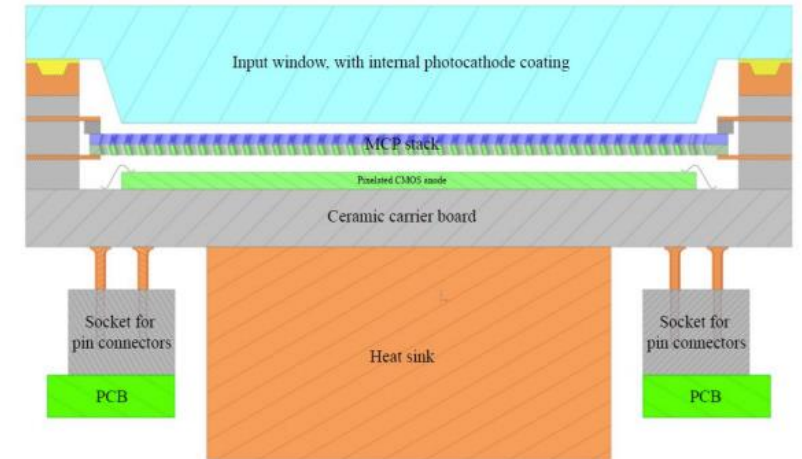 Input window, with internal photocathode coating
MCP stack
Pixelated CMOS anode
Ceramic carrier board
Socket for
pin connectors
Socket for
pin connectors
Heat sink
PCB
PCB